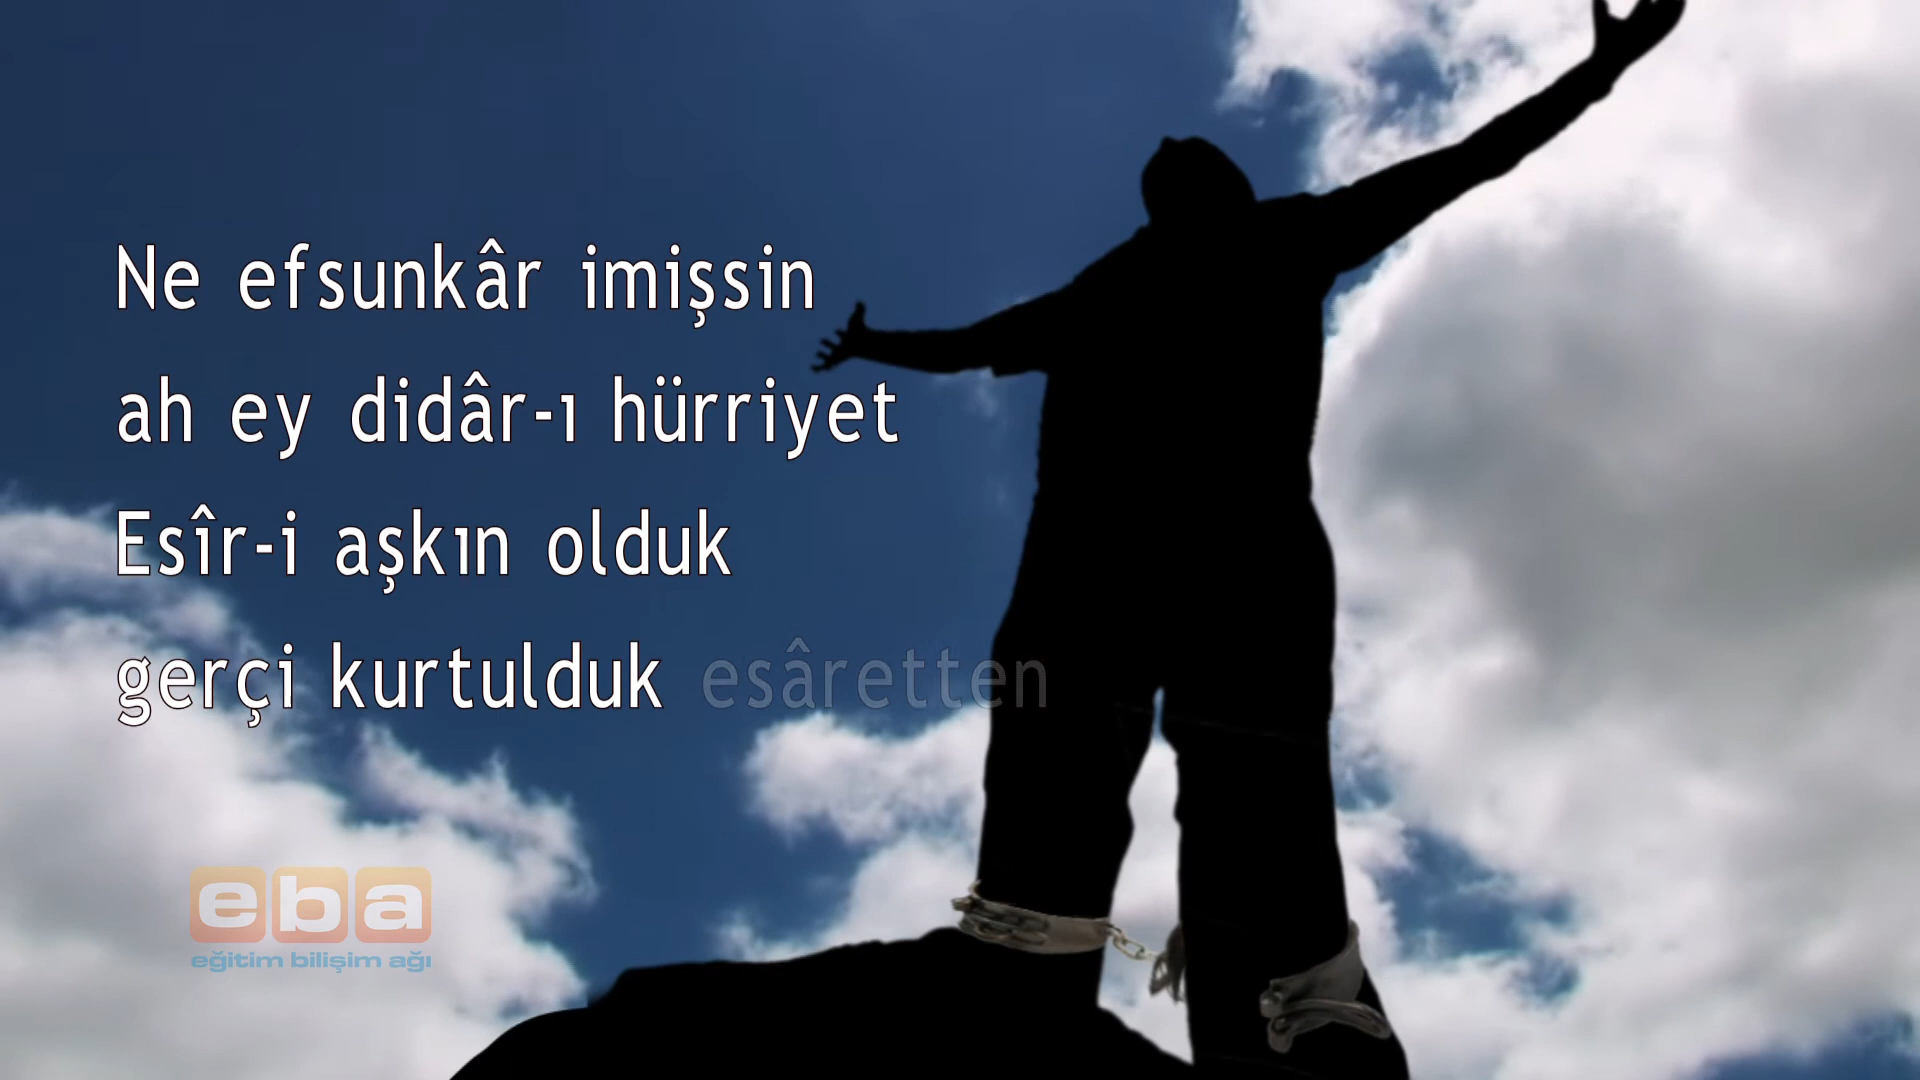 Ne efsunkâr imişsin
ah ey didâr-ı hürriyet
Esîr-i aşkın olduk
gerçi kurtulduk esâretten
eba
eğitim bilişim ağı